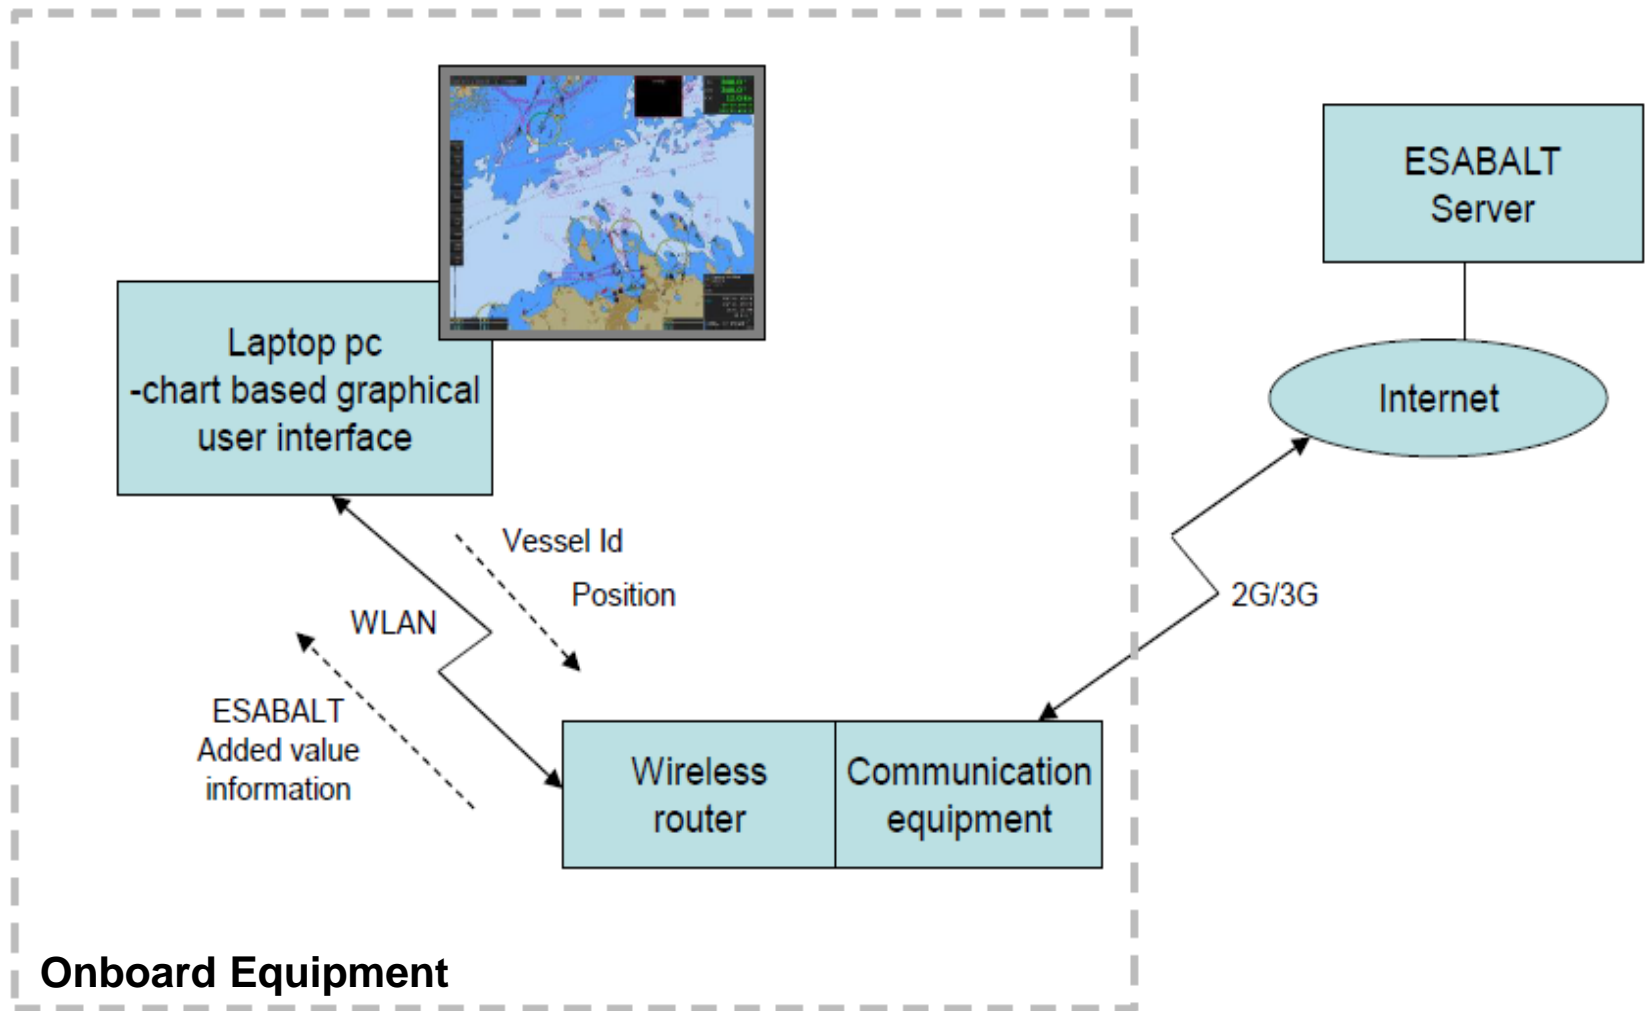 ESABALT
Server
Laptop pc
-chart based graphical
user interface
Internet
Vessel Id
Position
WLAN
2G/3G
ESABALT
Added value
information
Wireless
router
Communication
equipment
Onboard Equipment